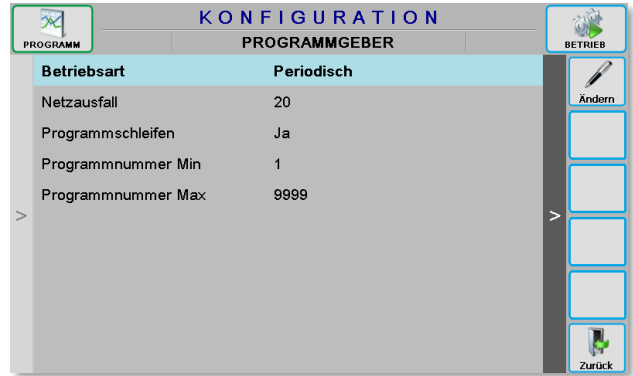 PROGRAMM
KONFIGURATION
PROGRAMMGEBER
BETRIEB
Betriebsart Periodisch
Netzausfall 20
Programmschleifen Ja
Programmnummer Min 1
Programmnummer Max 9999
Ändern
>
>
Zurück